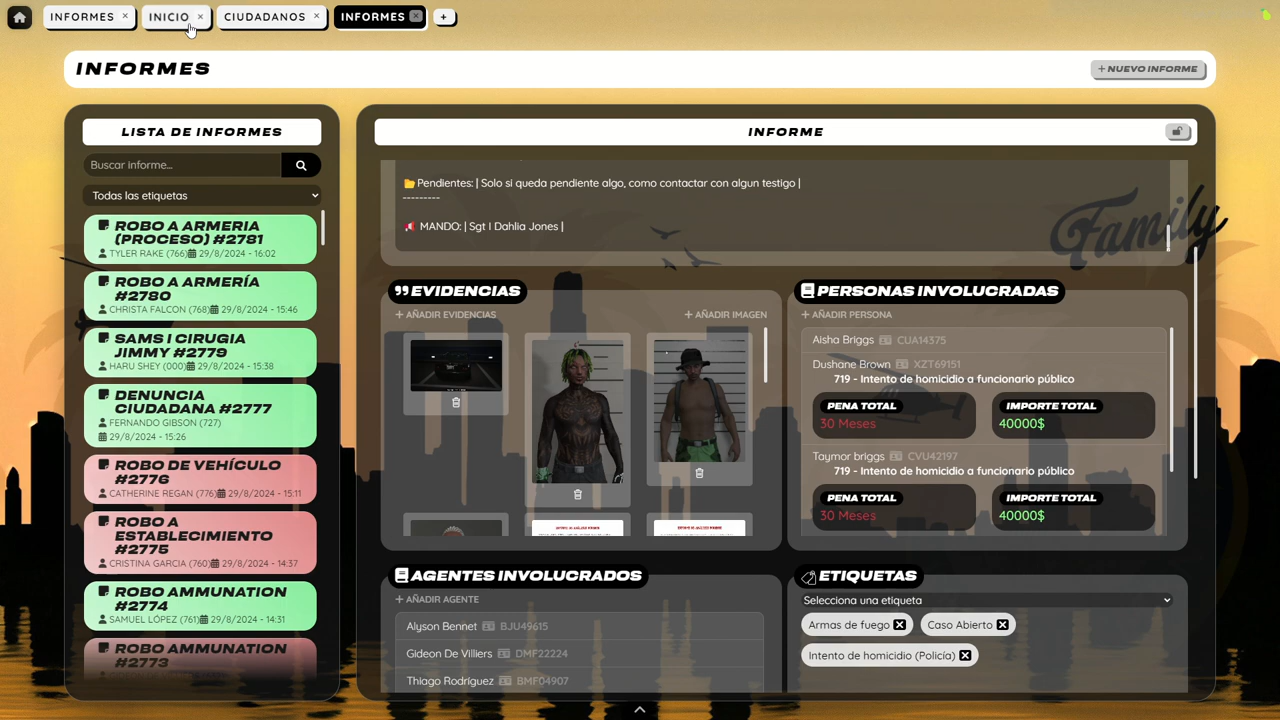 INFORMES ×
INICIO ×
CIUDADANOS ×
INFORMES ×
+
INFORMES
+ NUEVO INFORME
LISTA DE INFORMES
Buscar informe...
Todas las etiquetas
ROBO A ARMERIA
(PROCESO) #2781
TYLER RAKE (766) 29/8/2024 - 16:02
ROBO A ARMERÍA
#2780
CHRISTA FALCON (768) 29/8/2024 - 15:46
SAMS | CIRUGIA
JIMMY #2779
HARU SHEY (000) 29/8/2024 - 15:38
DENUNCIA
CIUDADANA #2777
FERNANDO GIBSON (727)
29/8/2024 - 15:26
ROBO DE VEHÍCULO
#2776
CATHERINE REGAN (776) 29/8/2024 - 15:11
ROBO A
ESTABLECIMIENTO
#2775
CRISTINA GARCIA (760) 29/8/2024 - 14:37
ROBO AMMUNATION
#2774
SAMUEL LÓPEZ (761) 29/8/2024 - 14:31
ROBO AMMUNATION
#2773
INFORME
Pendientes: | Solo si queda pendiente algo, como contactar con algun testigo |
---------
MANDO: | Sgt I Dahlia Jones |
Family
EVIDENCIAS
+ AÑADIR EVIDENCIAS
+ AÑADIR IMAGEN
PERSONAS INVOLUCRADAS
+ AÑADIR PERSONA
Aisha Briggs CUA14375
Dushane Brown XZT69151
719 - Intento de homicidio a funcionario público
PENA TOTAL
30 Meses
IMPORTE TOTAL
40000$
Taymor briggs CVU42197
719 - Intento de homicidio a funcionario público
PENA TOTAL
30 Meses
IMPORTE TOTAL
40000$
AGENTES INVOLUCRADOS
+ AÑADIR AGENTE
Alyson Bennet BJU49615
Gideon De Villiers DMF22224
Thiago Rodríguez BMF04907
ETIQUETAS
Selecciona una etiqueta
Armas de fuego
Caso Abierto
Intento de homicidio (Policía)